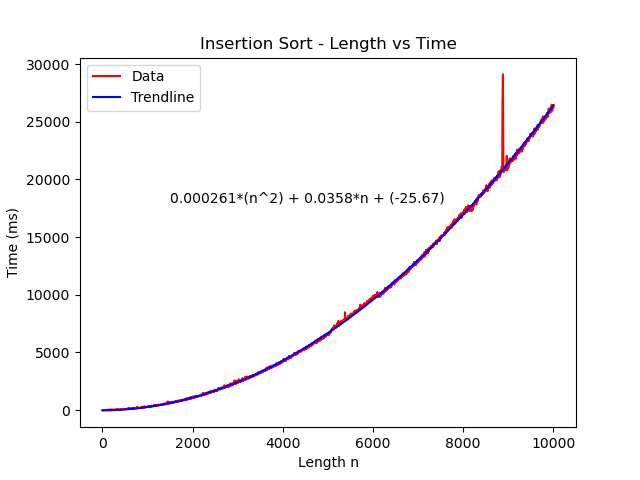 Insertion Sort - Length vs Time
Data
Trendline
0.000261*(n^2) + 0.0358*n + (-25.67)
Time (ms)
30000
25000
20000
15000
10000
5000
0
0 2000 4000 6000 8000 10000
Length n